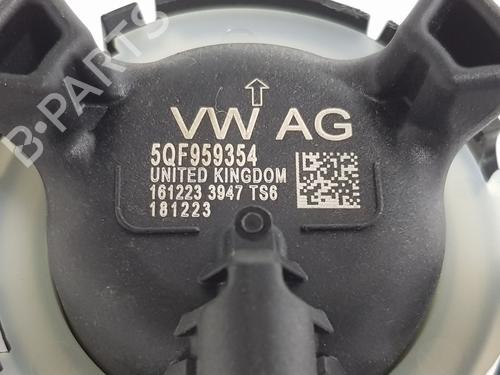 B-PARTS
VW AG
5QF959354
UNITED KINGDOM
161223 3947 TS6
181223